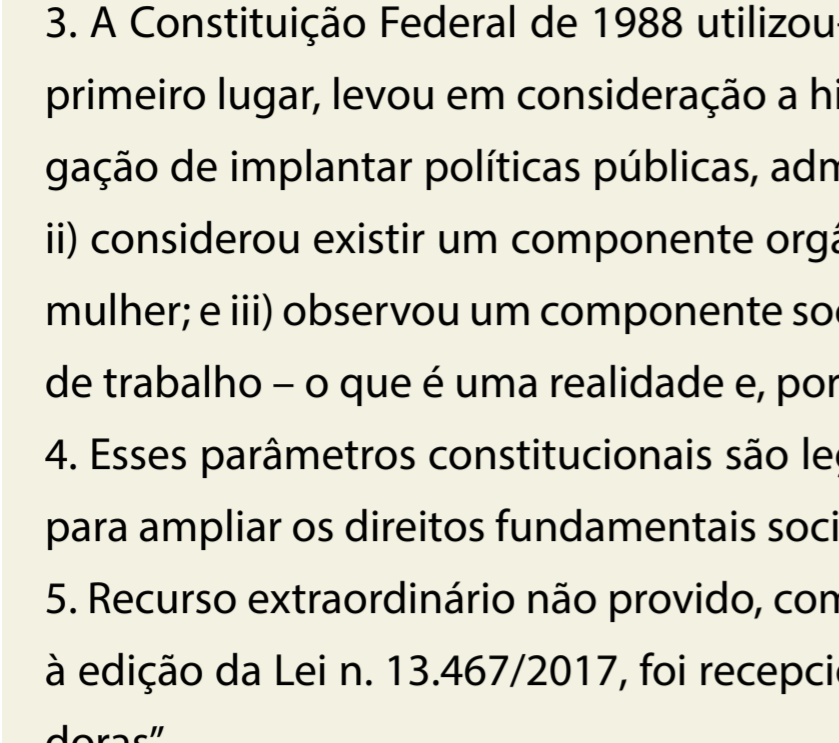 3. A Constituição Federal de 1988 utilizou-
primeiro lugar, levou em consideração a hi
gação de implantar políticas públicas, adm
ii) considerou existir um componente orgâ
mulher; e iii) observou um componente so
de trabalho – o que é uma realidade e, por
4. Esses parâmetros constitucionais são le
para ampliar os direitos fundamentais soci
5. Recurso extraordinário não provido, com
à edição da Lei n. 13.467/2017, foi recepci
doras”